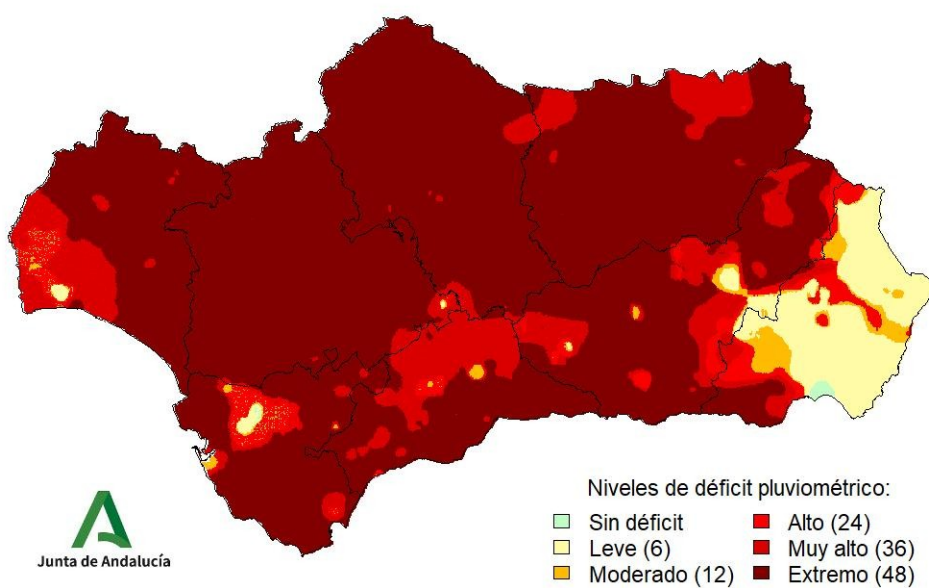 Niveles de déficit pluviométrico:
Sin déficit
Alto (24)
Leve (6)
Muy alto (36)
Moderado (12)
Extremo (48)
Junta de Andalucía